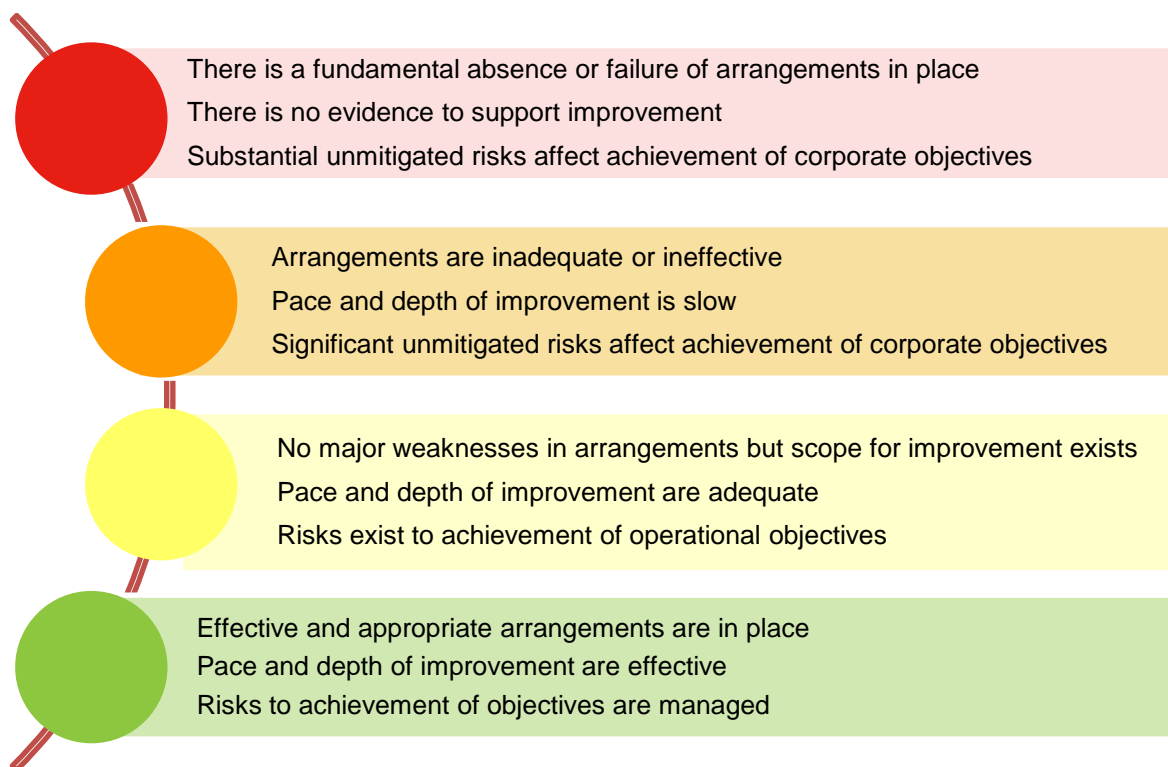 There is a fundamental absence or failure of arrangements in place
There is no evidence to support improvement
Substantial unmitigated risks affect achievement of corporate objectives
Arrangements are inadequate or ineffective
Pace and depth of improvement is slow
Significant unmitigated risks affect achievement of corporate objectives
No major weaknesses in arrangements but scope for improvement exists
Pace and depth of improvement are adequate
Risks exist to achievement of operational objectives
Effective and appropriate arrangements are in place
Pace and depth of improvement are effective
Risks to achievement of objectives are managed